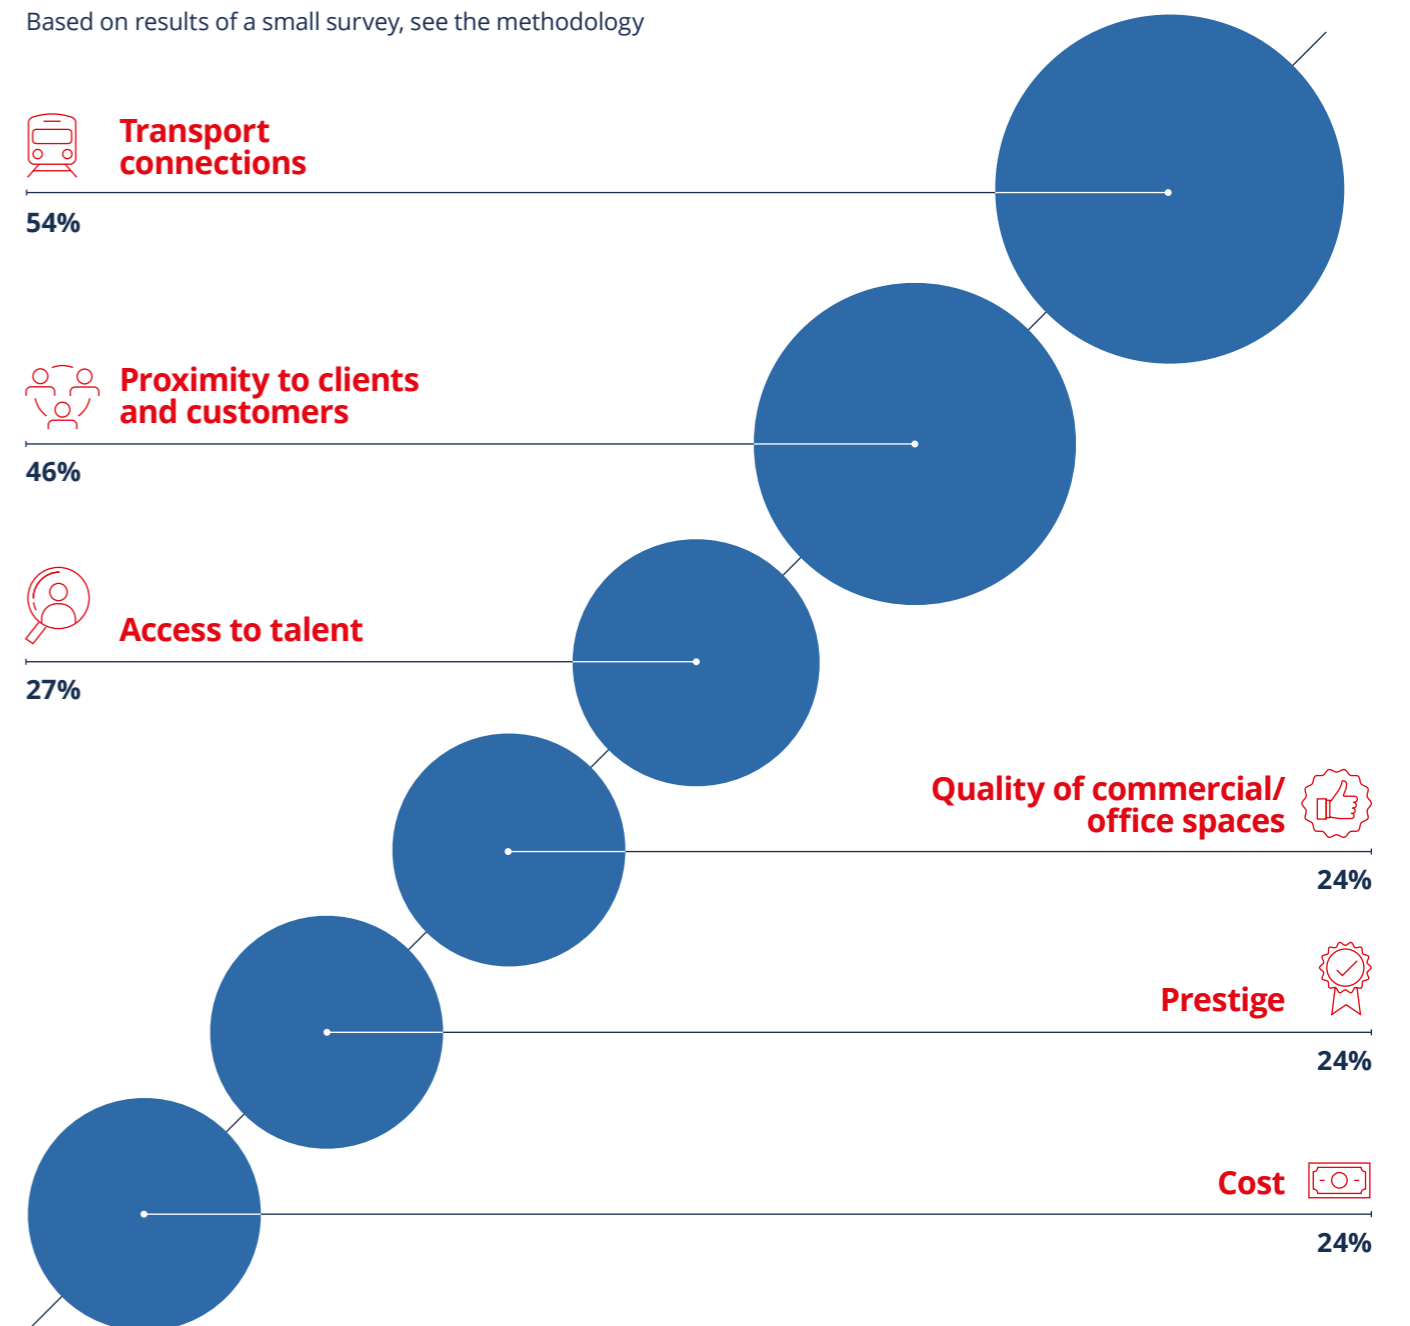 Based on results of a small survey, see the methodology
Transport
connections
54%
Proximity to clients
and customers
46%
Access to talent
27%
Quality of commercial/
office spaces
24%
Prestige
24%
Cost
24%